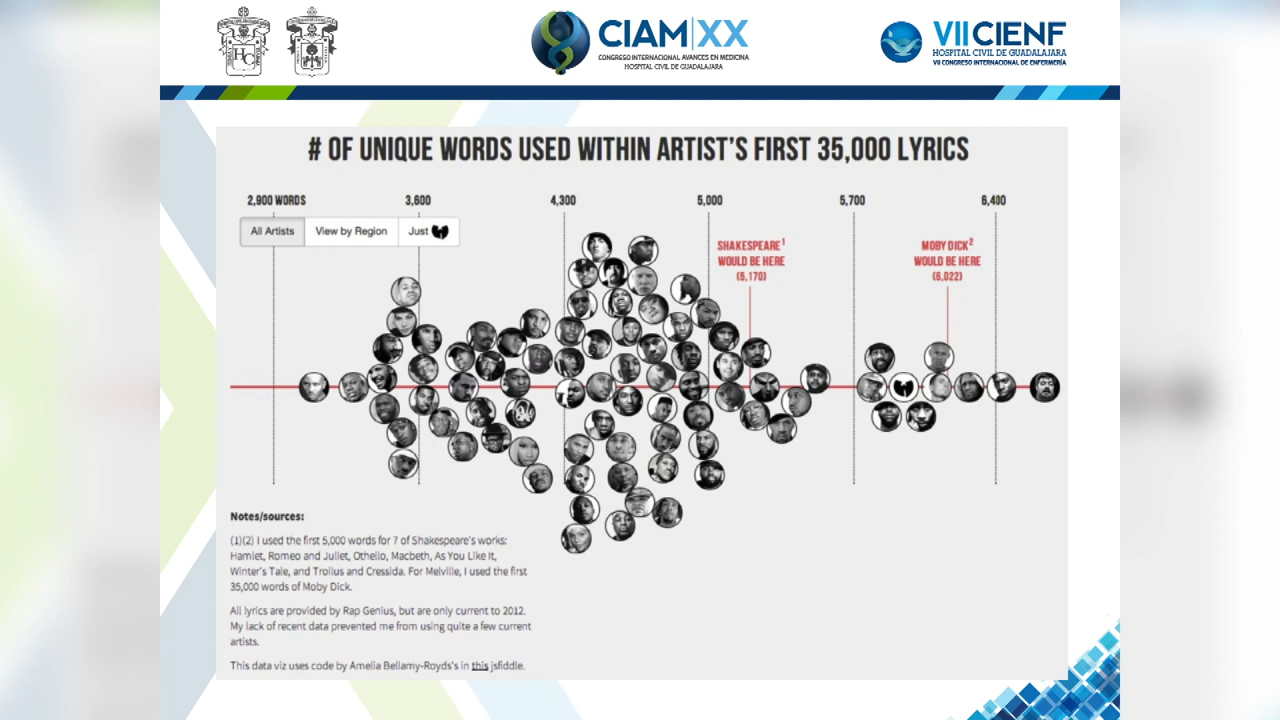 CIAM|XX
CONGRESO INTERNACIONAL AVANCES EN MEDICINA
HOSPITAL CIVIL DE GUADALAJARA
VII CIENF
HOSPITAL CIVIL DE GUADALAJARA
VII CONGRESO INTERNACIONAL DE ENFERMERÍA
# OF UNIQUE WORDS USED WITHIN ARTIST'S FIRST 35,000 LYRICS
2,900 WORDS 3,600 4,300 5,000 5,700 6,400
All Artists View by Region Just
SHAKESPEARE¹
WOULD BE HERE
(5,170)
MOBY DICK²
WOULD BE HERE
(6,022)
Notes/sources:
(1)(2) I used the first 5,000 words for 7 of Shakespeare's works:
Hamlet, Romeo and Juliet, Othello, Macbeth, As You Like It,
Winter's Tale, and Troilus and Cressida. For Melville, I used the first
35,000 words of Moby Dick.
All lyrics are provided by Rap Genius, but are only current to 2012.
My lack of recent data prevented me from using quite a few current
artists.
This data viz uses code by Amelia Bellamy-Royds's in this jsfiddle.